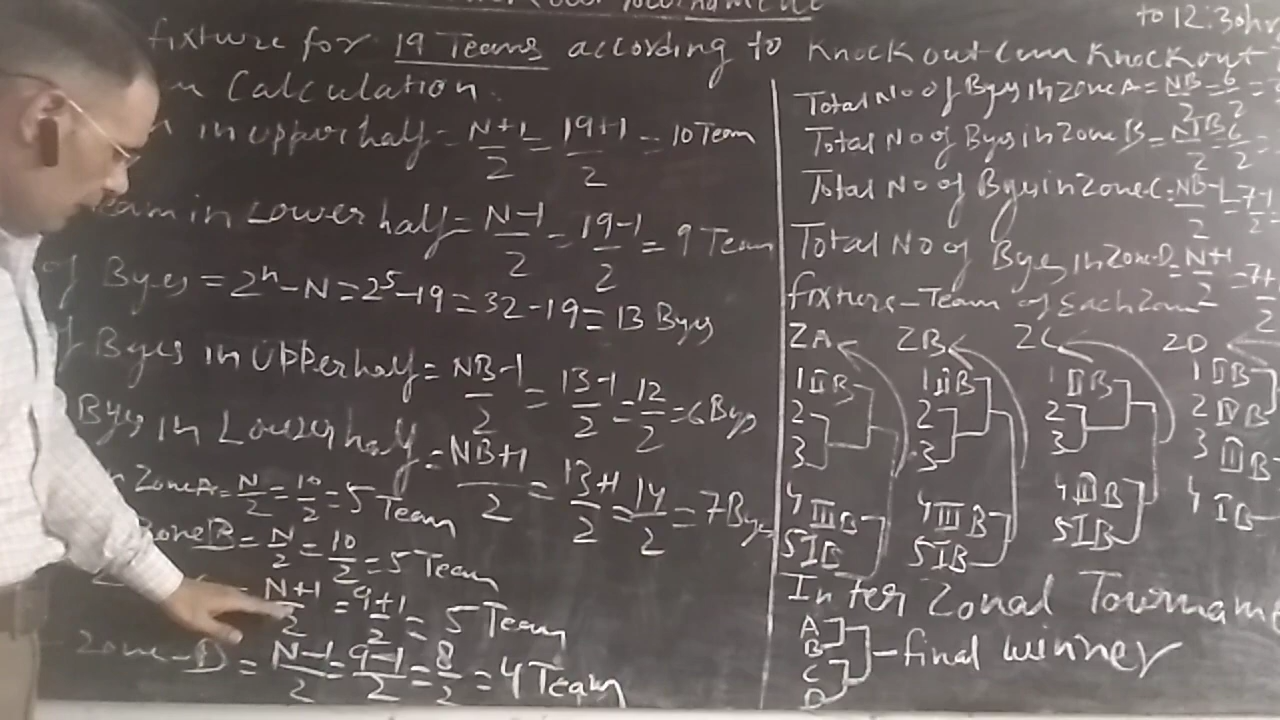 to 12:30hr
fixture for 19 Teams according to Knockout Cum Knockout
Calculation.
in upper half = N+1/2 = 19+1/2 = 10 Team
Team in Lower half = N-1/2 = 19-1/2 = 9 Team
of Byes = 2^n - N = 2^5 - 19 = 32 - 19 = 13 Byes
of Byes in Upper half = NB-1/2 = 13-1/2 = 12/2 = 6 Byes
Byes in Lower half = NB+1/2 = 13+1/2 = 14/2 = 7 Byes
Zone A = N/2 = 10/2 = 5 Team
Zone B = N/2 = 10/2 = 5 Team
= N+1/2 = 9+1/2 = 5 Team
Zone-D = N-1/2 = 9-1/2 = 8/2 = 4 Team
Total No of Byes in Zone A = NB/2 = 6/2 =
Total No of Byes in Zone B = NB/2 = 6/2 =
Total No of Byes in Zone C = NB-1/2 = 7-1/2 =
Total No of Byes in Zone-D = N+1/2 = 7+1/2
fixture - Team of Each Zone
ZA ZB ZC ZD
1 II B 1 II B 1 II B 1 II B
2 2 2 2 IV B
3 3 3 3 III B
4 III B 4 III B 4 III B 4 I B
5 I B 5 I B 5 I B
Inter Zonal Tourname
A
B
C
D
final winner